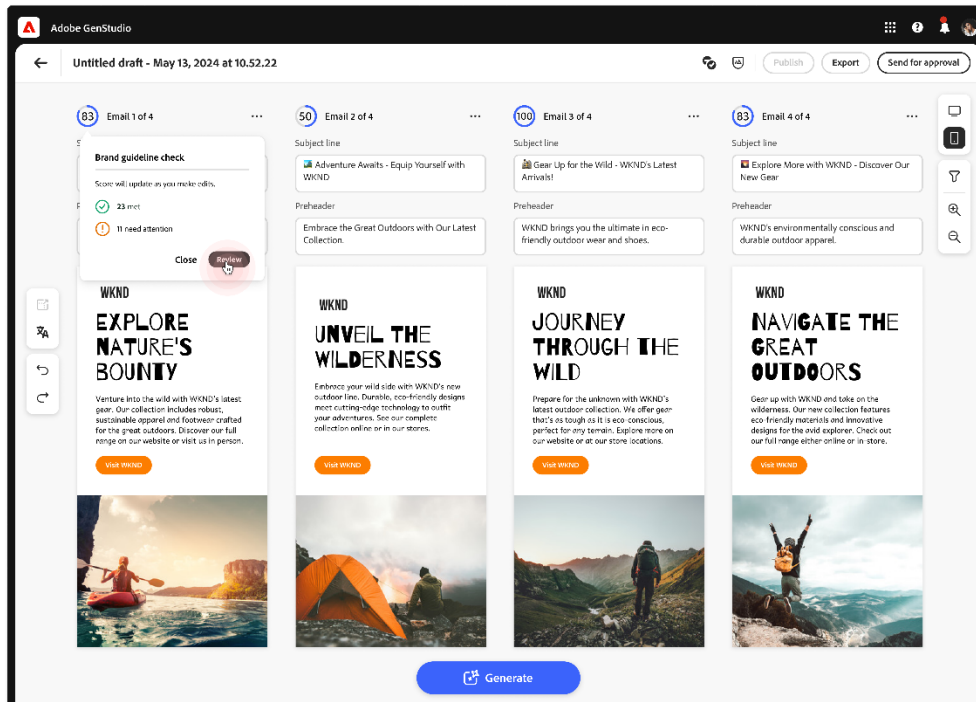 Adobe GenStudio
Untitled draft - May 13, 2024 at 10.52.22
Publish
Export
Send for approval
83
Email 1 of 4
Brand guideline check
Score will update as you make edits.
23 met
11 need attention
Close
Review
WKND
EXPLORE
NATURE'S
BOUNTY
Venture into the wild with WKND's latest
gear. Our collection includes robust,
sustainable apparel and footwear crafted
for the great outdoors. Discover our full
range on our website or visit us in person.
Visit WKND
50
Email 2 of 4
Subject line
Adventure Awaits - Equip Yourself with
WKND
Preheader
Embrace the Great Outdoors with Our Latest
Collection.
WKND
UNVEIL THE
WILDERNESS
Embrace your wild side with WKND's new
outdoor line. Durable, eco-friendly designs
meet cutting-edge technology to outfit
your adventures. See our complete
collection online or in our stores.
Visit WKND
100
Email 3 of 4
Subject line
Gear Up for the Wild - WKND's Latest
Arrivals!
Preheader
WKND brings you the ultimate in eco-
friendly outdoor wear and shoes.
WKND
JOURNEY
THROUGH THE
WILD
Prepare for the unknown with WKND's
latest outdoor collection. We offer gear
that's as tough as it is eco-conscious,
perfect for any terrain. Explore more on
our website or at our store locations.
Visit WKND
83
Email 4 of 4
Subject line
Explore More with WKND - Discover Our
New Gear
Preheader
WKND's environmentally conscious and
durable outdoor apparel.
WKND
NAVIGATE THE
GREAT
OUTDOORS
Gear up with WKND and take on the
wilderness. Our new collection features
eco-friendly materials and innovative
designs for the avid explorer. Check out
our full range either online or in-store.
Visit WKND
Generate